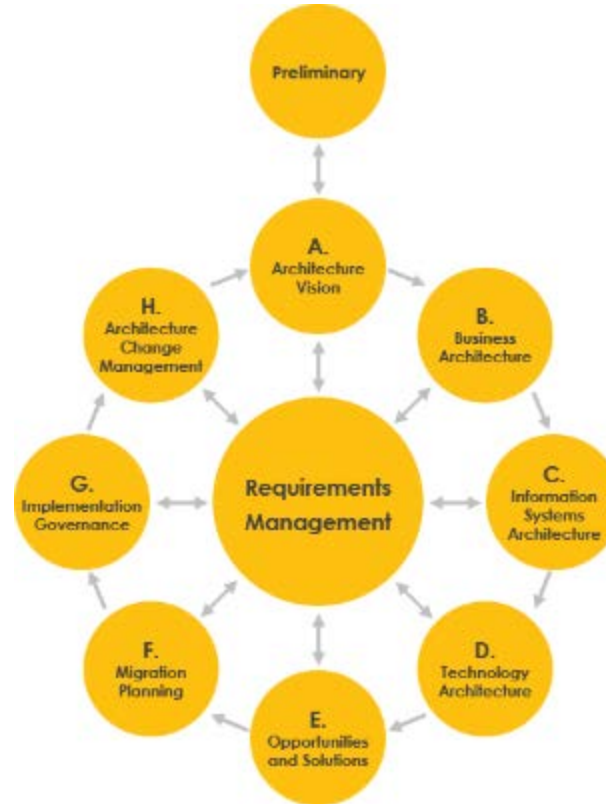 Preliminary
A.
Architecture
Vision
B.
Business
Architecture
C.
Information
Systems
Architecture
D.
Technology
Architecture
E.
Opportunities
and Solutions
F.
Migration
Planning
G.
Implementation
Governance
H.
Architecture
Change
Management
Requirements
Management